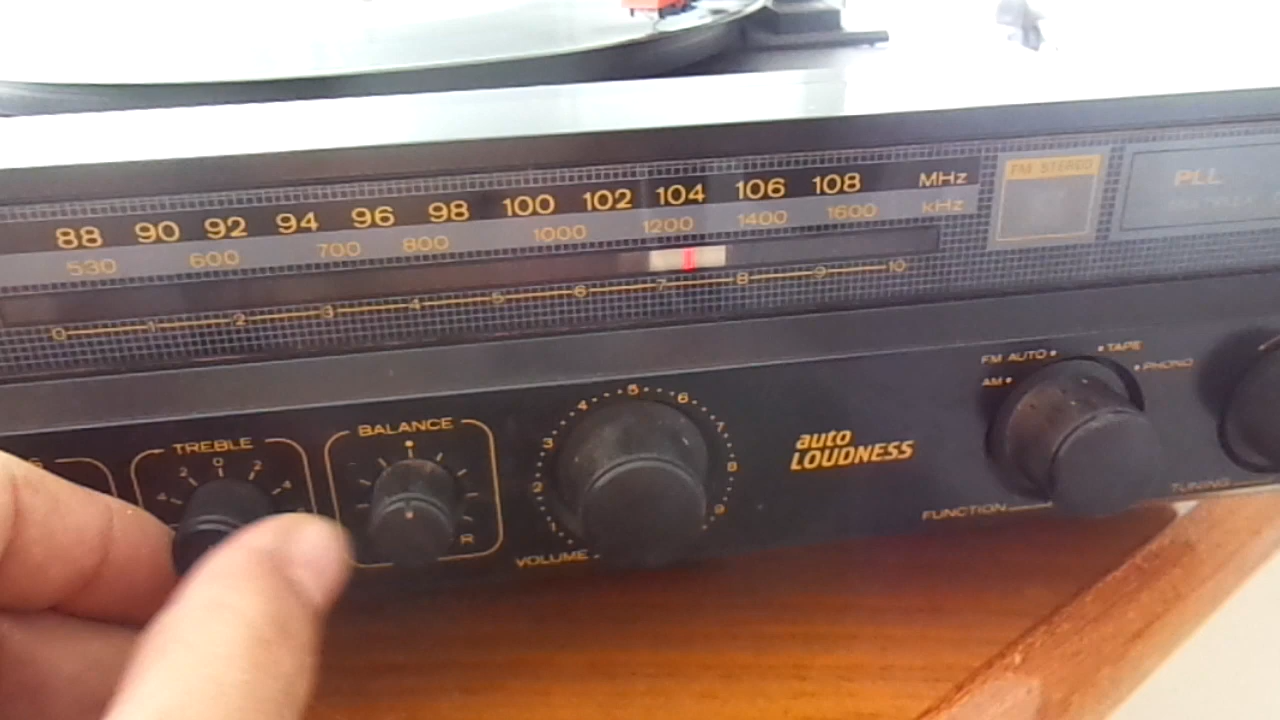 88 90 92 94 96 98 100 102 104 106 108 MHz
530 600 700 800 1000 1200 1400 1600 kHz
0 1 2 3 4 5 6 7 8 9 10
FM STEREO
PLL
TREBLE
4 2 0 2 4
BALANCE
R
1 2 3 4 5 6 7 8 9
VOLUME
auto
LOUDNESS
AM FM AUTO TAPE PHONO
FUNCTION
TUNING